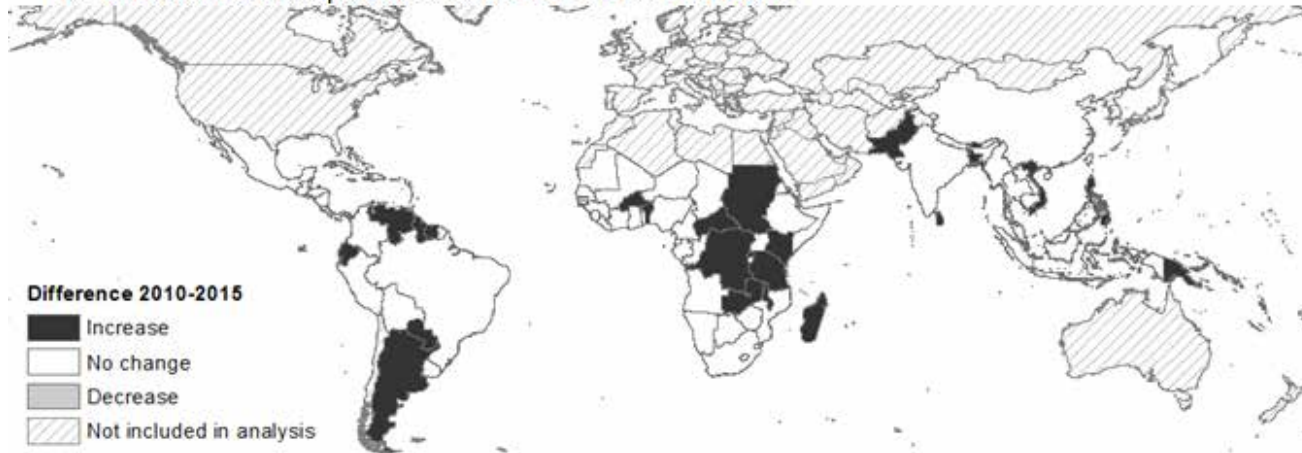 Difference 2010-2015
Increase
No change
Decrease
Not included in analysis